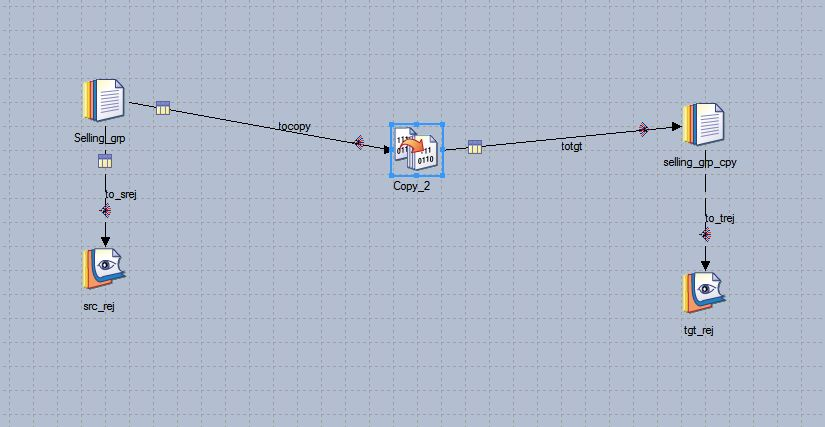 tocopy
Selling_grp
totgt
selling_grp_cpy
Copy_2
to_srej
to_trej
src_rej
tgt_rej